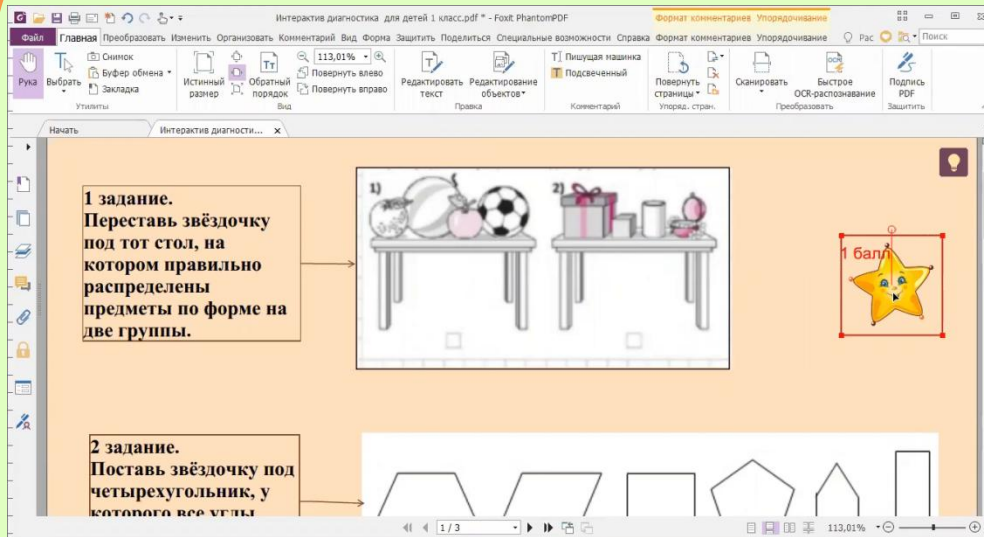 Интерактив диагностика для детей 1 класс.pdf * - Foxit PhantomPDF
Формат комментариев Упорядочивание
Файл Главная Преобразовать Изменить Организовать Комментарий Вид Форма Защитить Поделиться Специальные возможности Справка Формат комментариев Упорядочивание Рас Поиск
Рука
Выбрать
Снимок
Буфер обмена
Закладка
Утилиты
Истинный размер
Обратный порядок
113,01%
Повернуть влево
Повернуть вправо
Вид
Редактировать текст
Редактирование объектов
Правка
Пишущая машинка
Подсвеченный
Комментарий
Повернуть страницы
Упоряд. стран.
Сканировать
Быстрое OCR-распознавание
Преобразовать
Подпись PDF
Защитить
Начать
Интерактив диагности...
1 задание.
Переставь звёздочку
под тот стол, на
котором правильно
распределены
предметы по форме на
две группы.
1)
2)
1 балл
2 задание.
Поставь звёздочку под
четырехугольник, у
которого все углы
1 / 3
113,01%